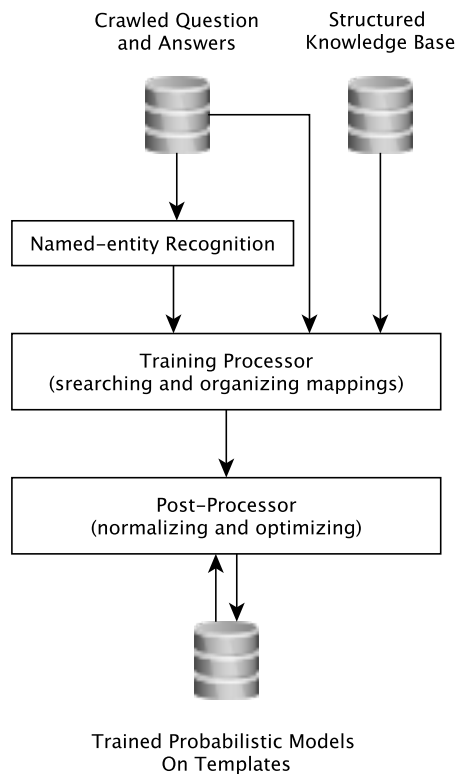 Crawled Question
and Answers
Structured
Knowledge Base
Named-entity Recognition
Training Processor
(srearching and organizing mappings)
Post-Processor
(normalizing and optimizing)
Trained Probabilistic Models
On Templates